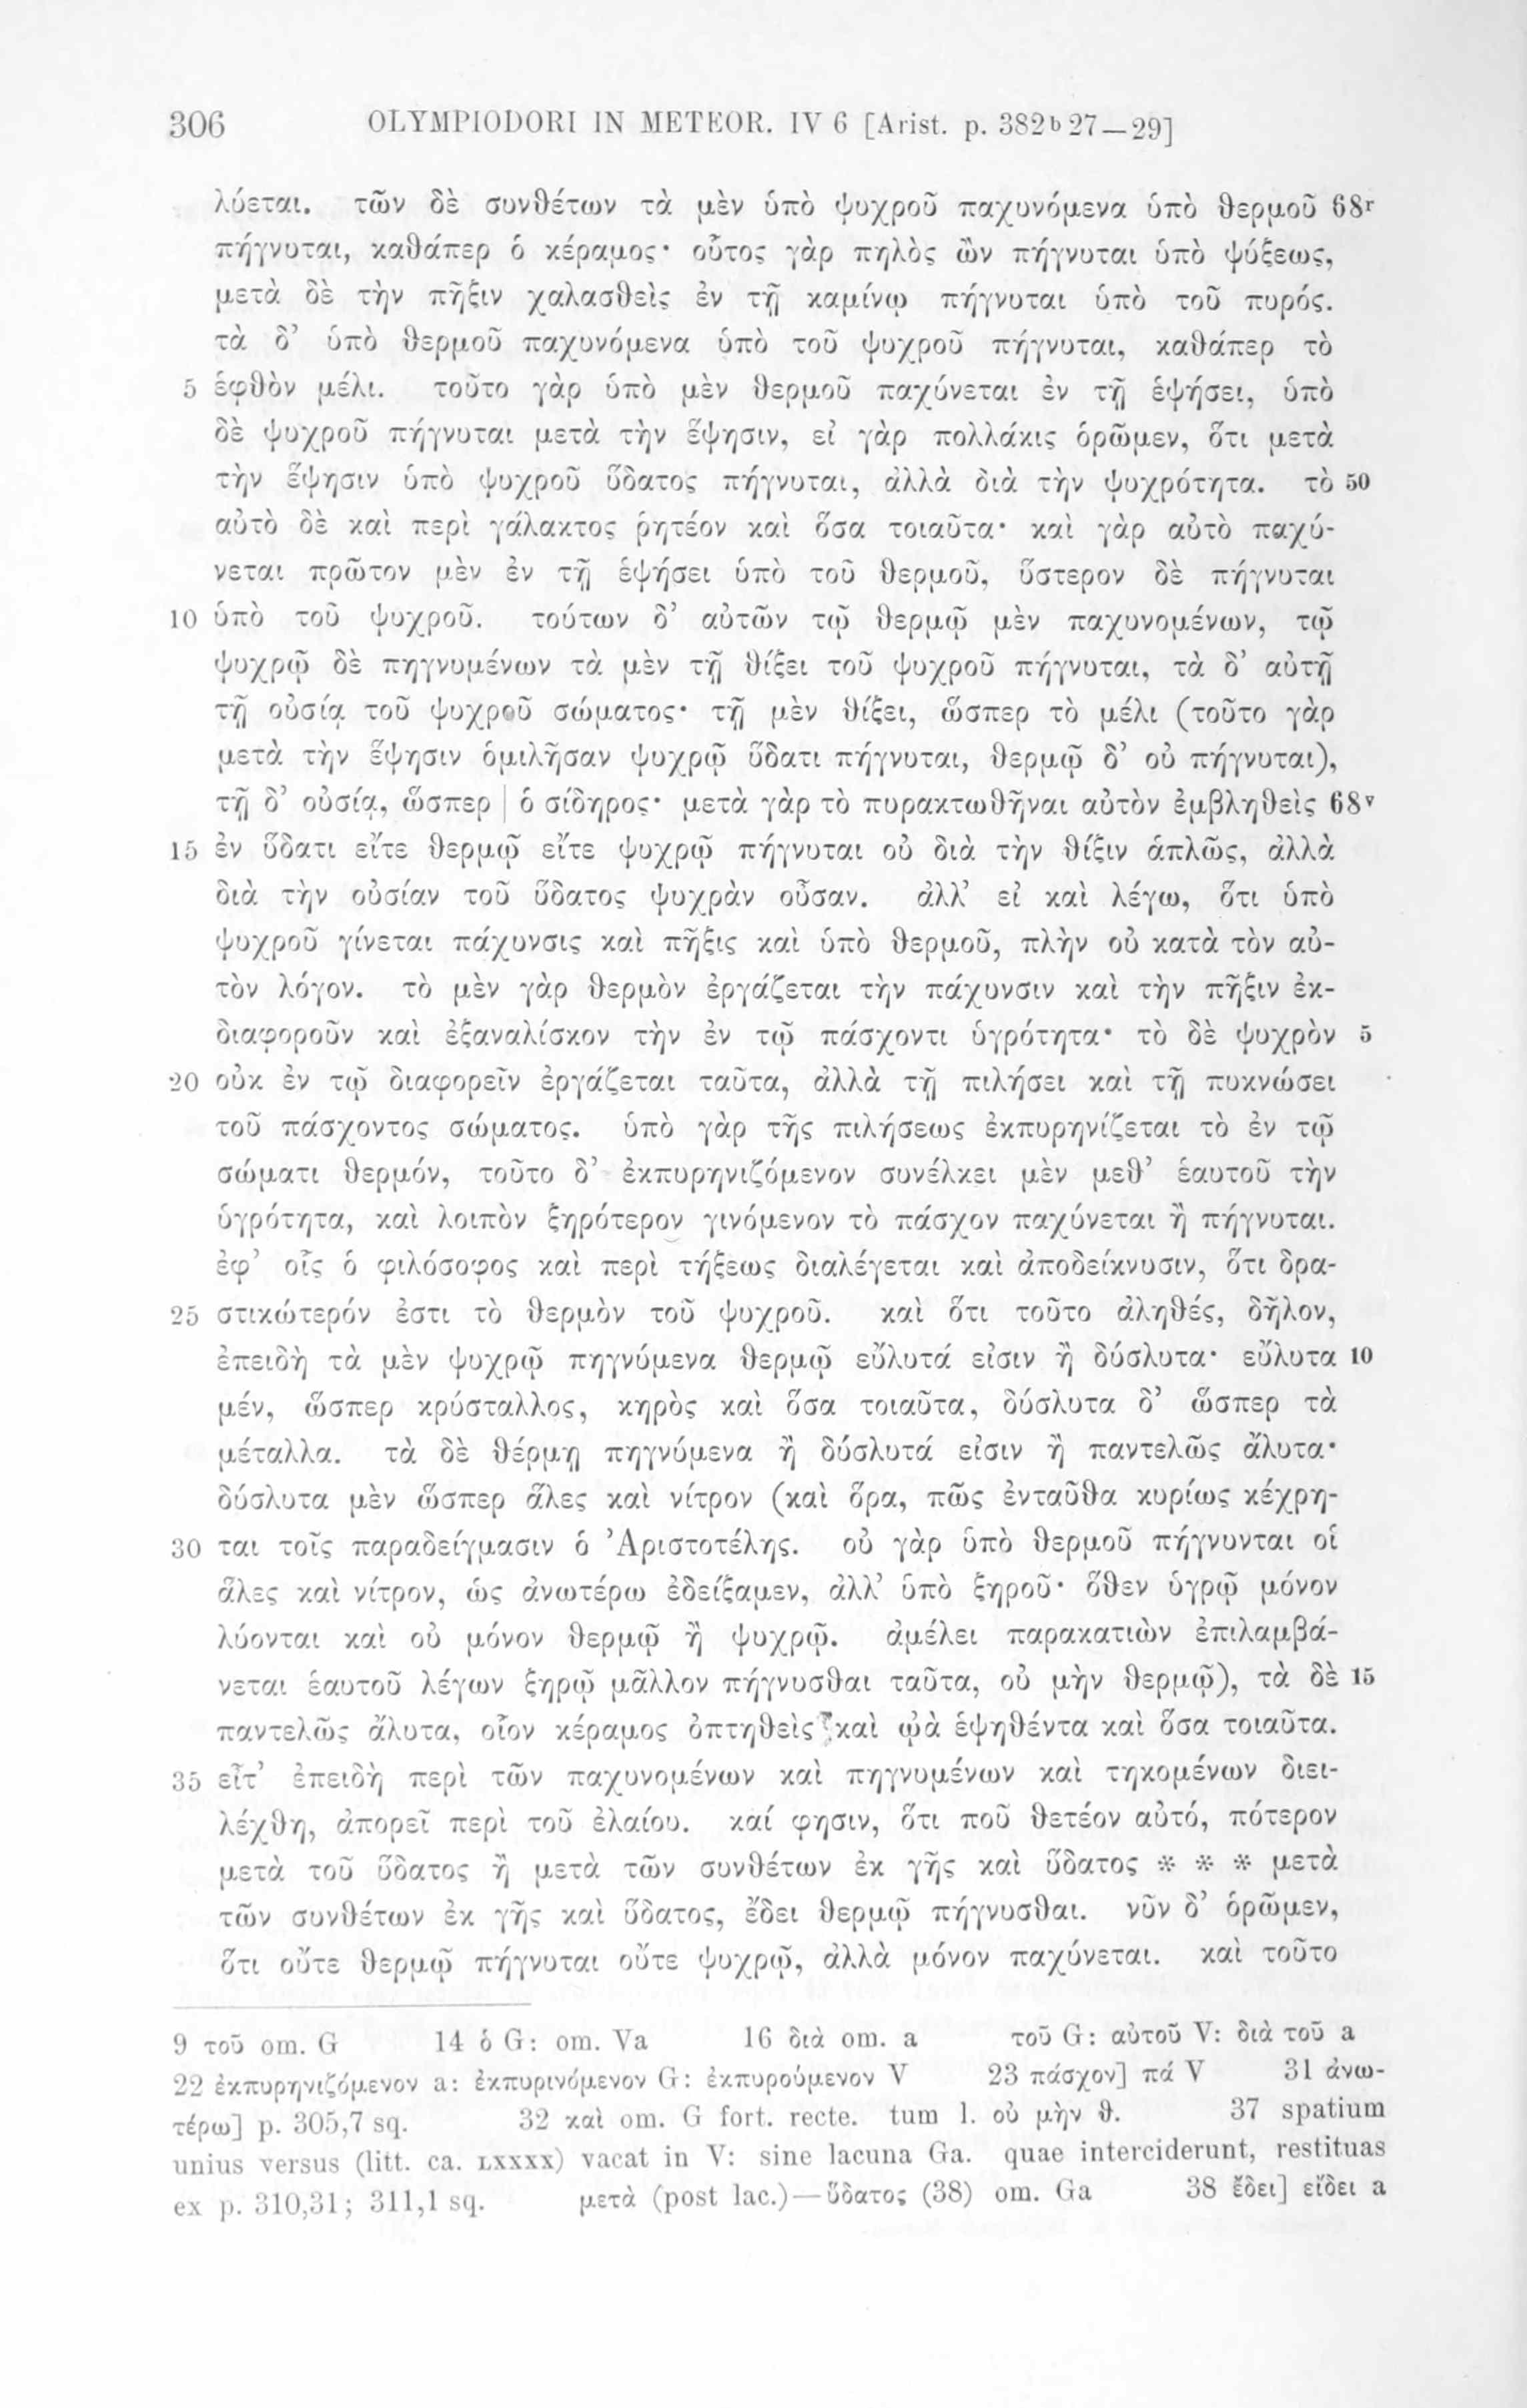 306 OLYMPIODORI IN METEOR. IV 6 [Arist. p. 382b27—29]
λύεται. τῶν δὲ συνθέτων τὰ μὲν ὑπὸ ψυχροῦ παχυνόμενα ὑπὸ θερμοῦ 68r
πήγνυται, καθάπερ ὁ κέραμος· οὗτος γὰρ πηλὸς ὢν πήγνυται ὑπὸ ψύξεως,
μετὰ δὲ τὴν πῆξιν χαλασθεὶς ἐν τῇ καμίνῳ πήγνυται ὑπὸ τοῦ πυρός.
τὰ δ’ ὑπὸ θερμοῦ παχυνόμενα ὑπὸ τοῦ ψυχροῦ πήγνυται, καθάπερ τὸ
5 ἑφθὸν μέλι. τοῦτο γὰρ ὑπὸ μὲν θερμοῦ παχύνεται ἐν τῇ ἑψήσει, ὑπὸ
δὲ ψυχροῦ πήγνυται μετὰ τὴν ἕψησιν, εἰ γὰρ πολλάκις ὁρῶμεν, ὅτι μετὰ
τὴν ἕψησιν ὑπὸ ψυχροῦ ὕδατος πήγνυται, ἀλλὰ διὰ τὴν ψυχρότητα. τὸ 50
αὐτὸ δὲ καὶ περὶ γάλακτος ῥητέον καὶ ὅσα τοιαῦτα· καὶ γὰρ αὐτὸ παχύ-
νεται πρῶτον μὲν ἐν τῇ ἑψήσει ὑπὸ τοῦ θερμοῦ, ὕστερον δὲ πήγνυται
10 ὑπὸ τοῦ ψυχροῦ. τούτων δ’ αὐτῶν τῷ θερμῷ μὲν παχυνομένων, τῷ
ψυχρῷ δὲ πηγνυμένων τὰ μὲν τῇ θίξει τοῦ ψυχροῦ πήγνυται, τὰ δ’ αὐτῇ
τῇ οὐσίᾳ τοῦ ψυχροῦ σώματος· τῇ μὲν θίξει, ὥσπερ τὸ μέλι (τοῦτο γὰρ
μετὰ τὴν ἕψησιν ὁμιλῆσαν ψυχρῷ ὕδατι πήγνυται, θερμῷ δ’ οὐ πήγνυται),
τῇ δ’ οὐσίᾳ, ὥσπερ | ὁ σίδηρος· μετὰ γὰρ τὸ πυρακτωθῆναι αὐτὸν ἐμβληθεὶς 68v
15 ἐν ὕδατι εἴτε θερμῷ εἴτε ψυχρῷ πήγνυται οὐ διὰ τὴν θίξιν ἁπλῶς, ἀλλὰ
διὰ τὴν οὐσίαν τοῦ ὕδατος ψυχρὰν οὖσαν. ἀλλ’ εἰ καὶ λέγω, ὅτι ὑπὸ
ψυχροῦ γίνεται πάχυνσις καὶ πῆξις καὶ ὑπὸ θερμοῦ, πλὴν οὐ κατὰ τὸν αὐ-
τὸν λόγον. τὸ μὲν γὰρ θερμὸν ἐργάζεται τὴν πάχυνσιν καὶ τὴν πῆξιν ἐκ-
διαφοροῦν καὶ ἐξαναλίσκον τὴν ἐν τῷ πάσχοντι ὑγρότητα· τὸ δὲ ψυχρὸν 5
20 οὐκ ἐν τῷ διαφορεῖν ἐργάζεται ταῦτα, ἀλλὰ τῇ πιλήσει καὶ τῇ πυκνώσει
τοῦ πάσχοντος σώματος. ὑπὸ γὰρ τῆς πιλήσεως ἐκπυρηνίζεται τὸ ἐν τῷ
σώματι θερμόν, τοῦτο δ’ ἐκπυρηνιζόμενον συνέλκει μὲν μεθ’ ἑαυτοῦ τὴν
ὑγρότητα, καὶ λοιπὸν ξηρότερον γινόμενον τὸ πάσχον παχύνεται ἢ πήγνυται.
ἐφ’ οἷς ὁ φιλόσοφος καὶ περὶ τήξεως διαλέγεται καὶ ἀποδείκνυσιν, ὅτι δρα-
25 στικώτερόν ἐστι τὸ θερμὸν τοῦ ψυχροῦ. καὶ ὅτι τοῦτο ἀληθές, δῆλον,
ἐπειδὴ τὰ μὲν ψυχρῷ πηγνύμενα θερμῷ εὔλυτά εἰσιν ἢ δύσλυτα· εὔλυτα 10
μέν, ὥσπερ κρύσταλλος, κηρὸς καὶ ὅσα τοιαῦτα, δύσλυτα δ’ ὥσπερ τὰ
μέταλλα. τὰ δὲ θέρμῃ πηγνύμενα ἢ δύσλυτά εἰσιν ἢ παντελῶς ἄλυτα·
δύσλυτα μὲν ὥσπερ ἅλες καὶ νίτρον (καὶ ὅρα, πῶς ἐνταῦθα κυρίως κέχρη-
30 ται τοῖς παραδείγμασιν ὁ Ἀριστοτέλης. οὐ γὰρ ὑπὸ θερμοῦ πήγνυνται οἱ
ἅλες καὶ νίτρον, ὡς ἀνωτέρω ἐδείξαμεν, ἀλλ’ ὑπὸ ξηροῦ· ὅθεν ὑγρῷ μόνον
λύονται καὶ οὐ μόνον θερμῷ ἢ ψυχρῷ. ἀμέλει παρακατιὼν ἐπιλαμβά-
νεται ἑαυτοῦ λέγων ξηρῷ μᾶλλον πήγνυσθαι ταῦτα, οὐ μὴν θερμῷ), τὰ δὲ 15
παντελῶς ἄλυτα, οἷον κέραμος ὀπτηθεὶς καὶ ᾠὰ ἑψηθέντα καὶ ὅσα τοιαῦτα.
35 εἶτ’ ἐπειδὴ περὶ τῶν παχυνομένων καὶ πηγνυμένων καὶ τηκομένων διει-
λέχθη, ἀπορεῖ περὶ τοῦ ἐλαίου. καί φησιν, ὅτι ποῦ θετέον αὐτό, πότερον
μετὰ τοῦ ὕδατος ἢ μετὰ τῶν συνθέτων ἐκ γῆς καὶ ὕδατος * * * μετὰ
τῶν συνθέτων ἐκ γῆς καὶ ὕδατος, ἔδει θερμῷ πήγνυσθαι. νῦν δ’ ὁρῶμεν,
ὅτι οὔτε θερμῷ πήγνυται οὔτε ψυχρῷ, ἀλλὰ μόνον παχύνεται. καὶ τοῦτο
9 τοῦ om. G 14 ὁ G: om. Va 16 διὰ om. a τοῦ G: αὐτοῦ V: διὰ τοῦ a
22 ἐκπυρηνιζόμενον a: ἐκπυρινόμενον G: ἐκπυρούμενον V 23 πάσχον] πά V 31 ἀνω-
τέρω] p. 305,7 sq. 32 καὶ om. G fort. recte. tum l. οὐ μὴν θ. 37 spatium
unius versus (litt. ca. LXXXX) vacat in V: sine lacuna Ga. quae interciderunt, restituas
ex p. 310,31; 311,1 sq. μετὰ (post lac.)—ὕδατος (38) om. Ga 38 ἔδει] εἴδει a